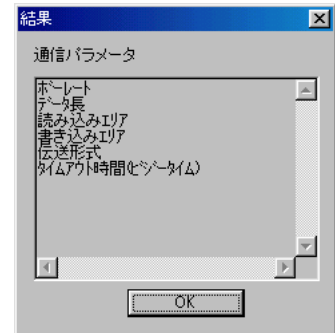 結果
通信パラメータ
ﾎﾞｰﾚｰﾄ
ﾃﾞｰﾀ長
読み込みｴﾘｱ
書き込みｴﾘｱ
伝送形式
ﾀｲﾑｱｳﾄ時間(ﾋﾞｼﾞｰﾀｲﾑ)
OK